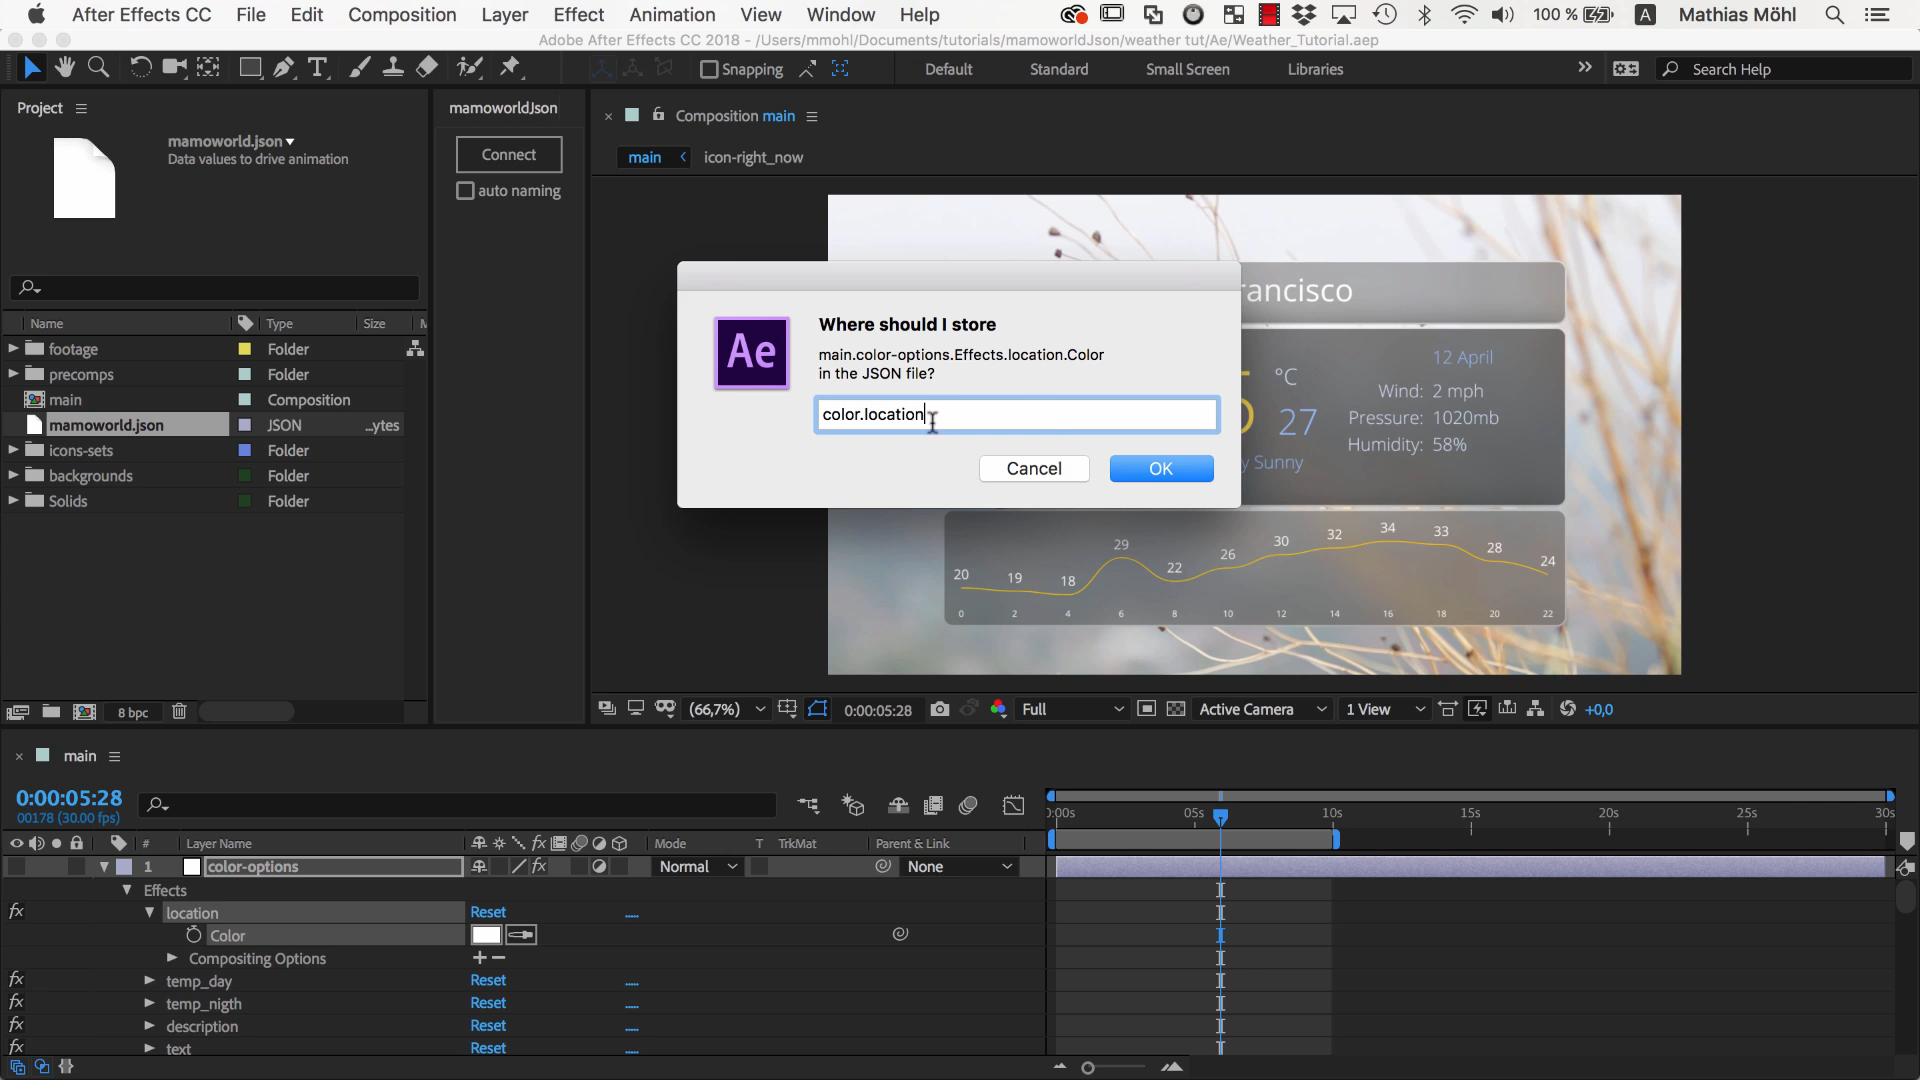 After Effects CC File Edit Composition Layer Effect Animation View Window Help 100 % A Mathias Möhl
Adobe After Effects CC 2018 - /Users/mmohl/Documents/tutorials/mamoworldJson/weather tut/Ae/Weather_Tutorial.aep
Snapping Default Standard Small Screen Libraries Search Help
Project
mamoworld.json
Data values to drive animation
Name Type Size
footage Folder
precomps Folder
main Composition
mamoworld.json JSON ...ytes
icons-sets Folder
backgrounds Folder
Solids Folder
8 bpc
mamoworldJson
Connect
auto naming
Composition main
main icon-right_now
rancisco
12 April
°C
Wind: 2 mph
27
Pressure: 1020mb
Humidity: 58%
y Sunny
Where should I store
main.color-options.Effects.location.Color
in the JSON file?
color.location
Cancel OK
Ae
20 19 18 29 22 26 30 32 34 33 28 24
0 2 4 6 8 10 12 14 16 18 20 22
(66,7%) 0:00:05:28 Full Active Camera 1 View +0,0
main
0:00:05:28
00178 (30.00 fps)
05s 10s 15s 20s 25s 30s
# Layer Name Mode T TrkMat Parent & Link
1 color-options Normal None
Effects
location Reset .....
Color
Compositing Options + −
temp_day Reset .....
temp_nigth Reset .....
description Reset .....
text Reset .....